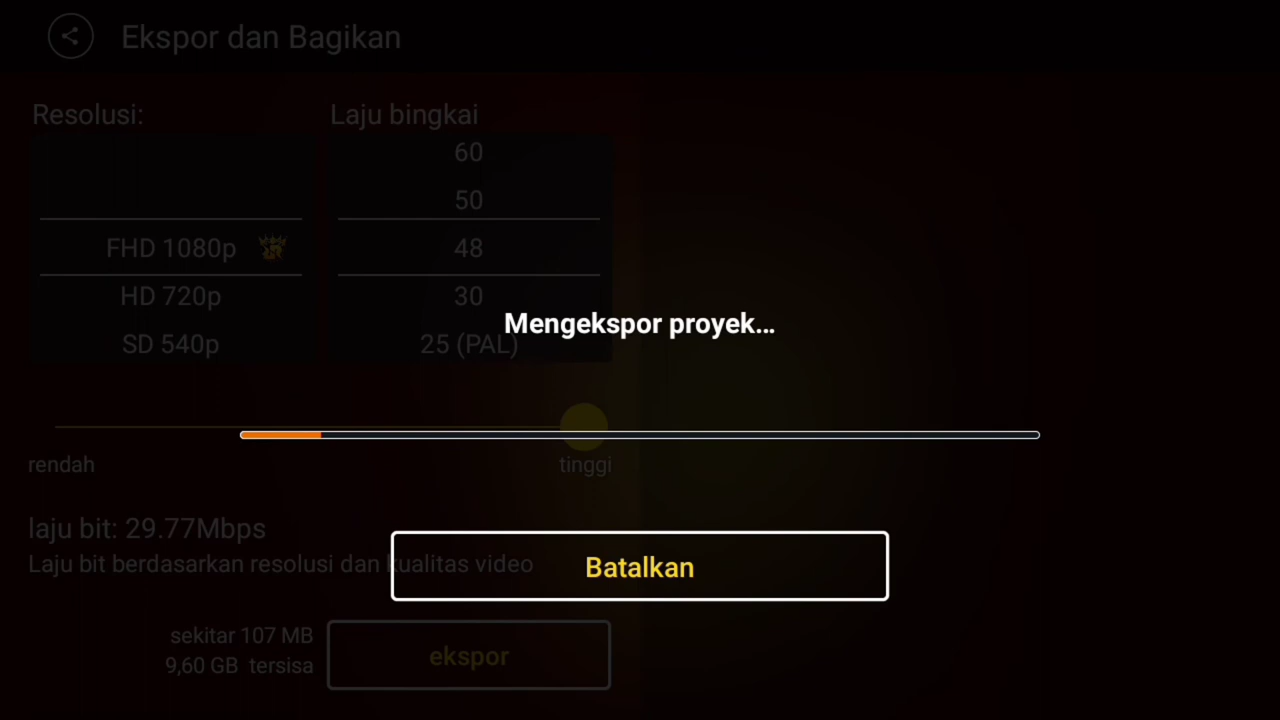 Ekspor dan Bagikan
Resolusi:
FHD 1080p
HD 720p
SD 540p
Laju bingkai
60
50
48
30
25 (PAL)
Mengekspor proyek...
rendah
tinggi
laju bit: 29.77Mbps
Laju bit berdasarkan resolusi dan kualitas video
Batalkan
sekitar 107 MB
9,60 GB tersisa
ekspor